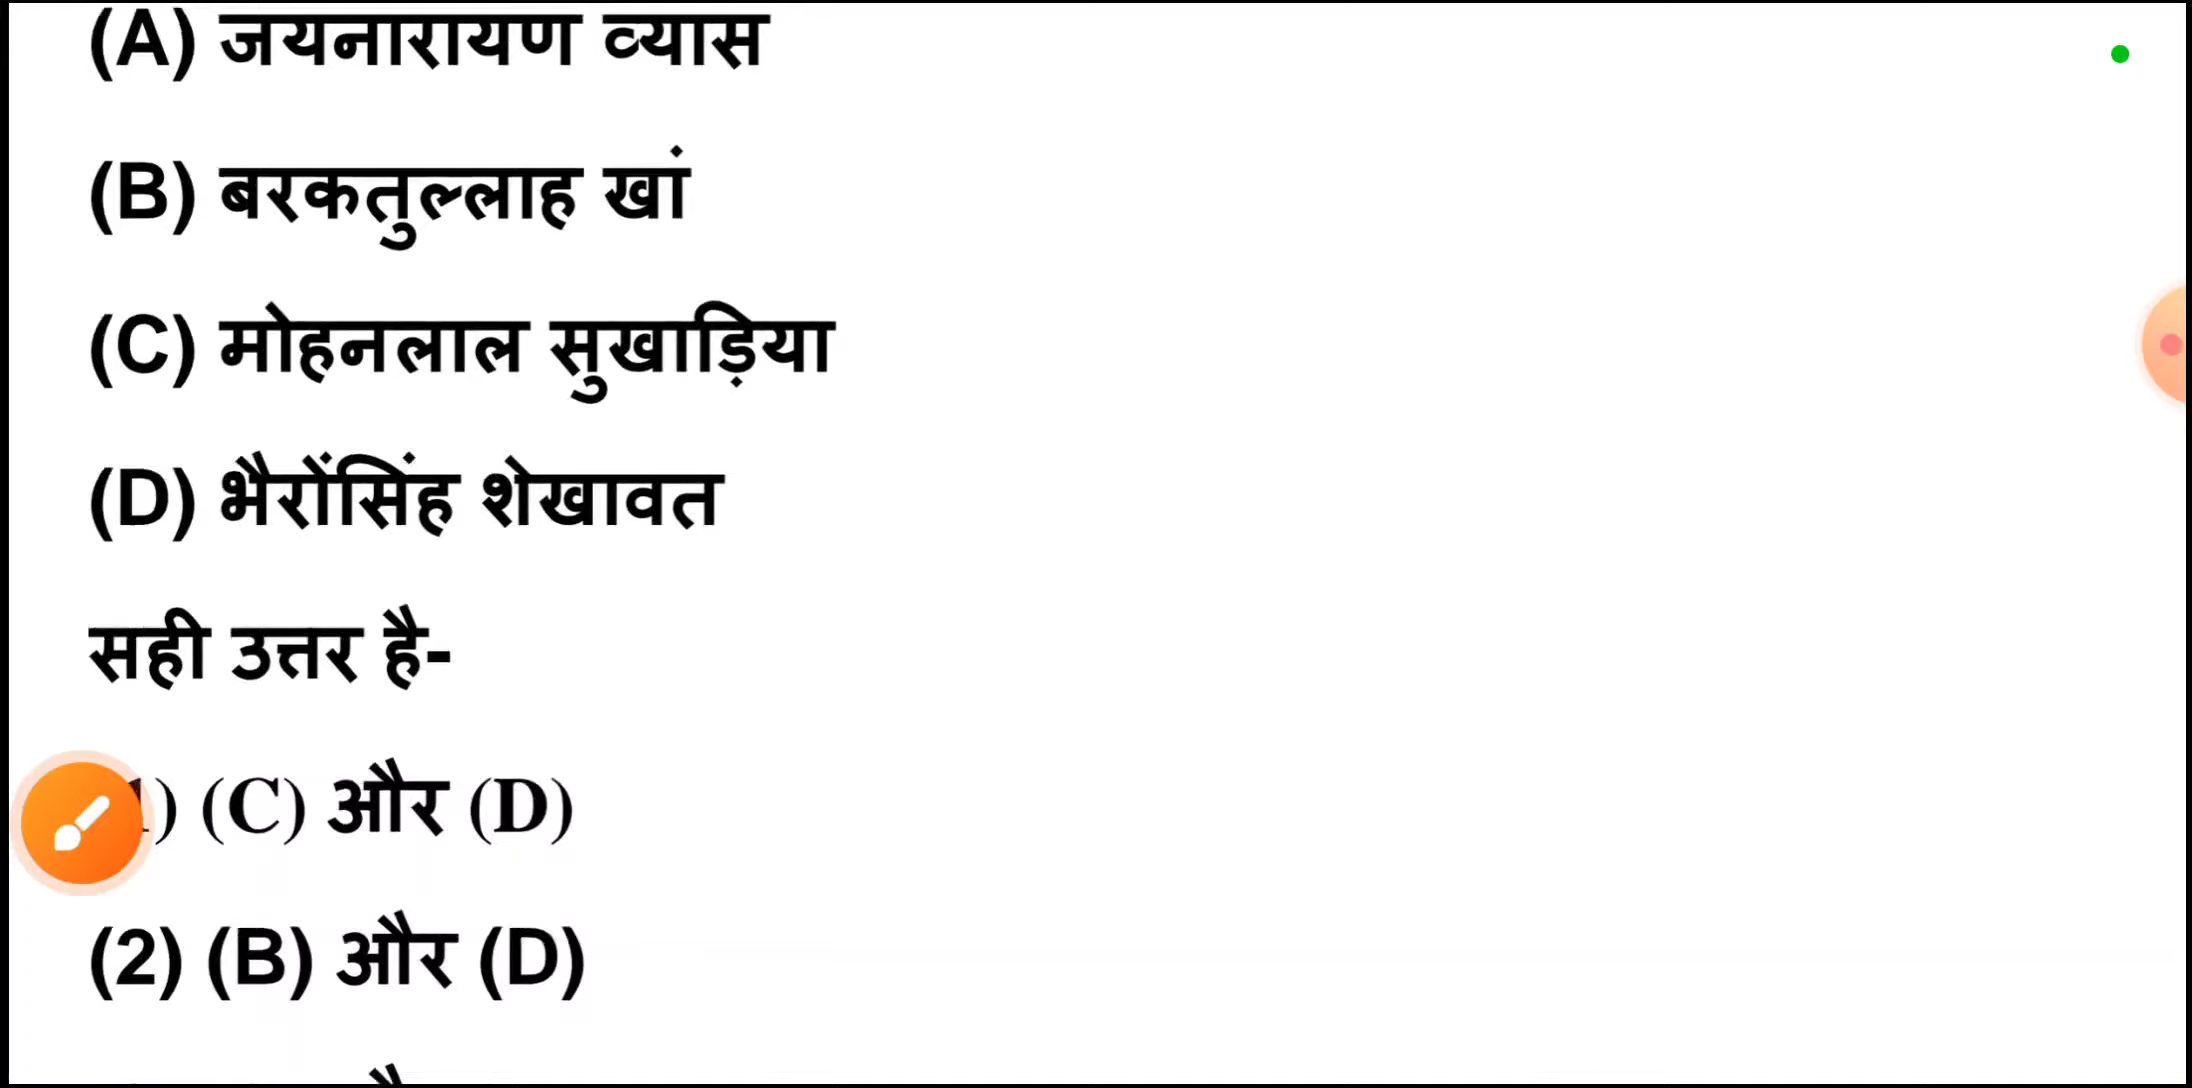 (A) जयनारायण व्यास
(B) बरकतुल्लाह खां
(C) मोहनलाल सुखाड़िया
(D) भैरोंसिंह शेखावत
सही उत्तर है-
) (C) और (D)
(2) (B) और (D)